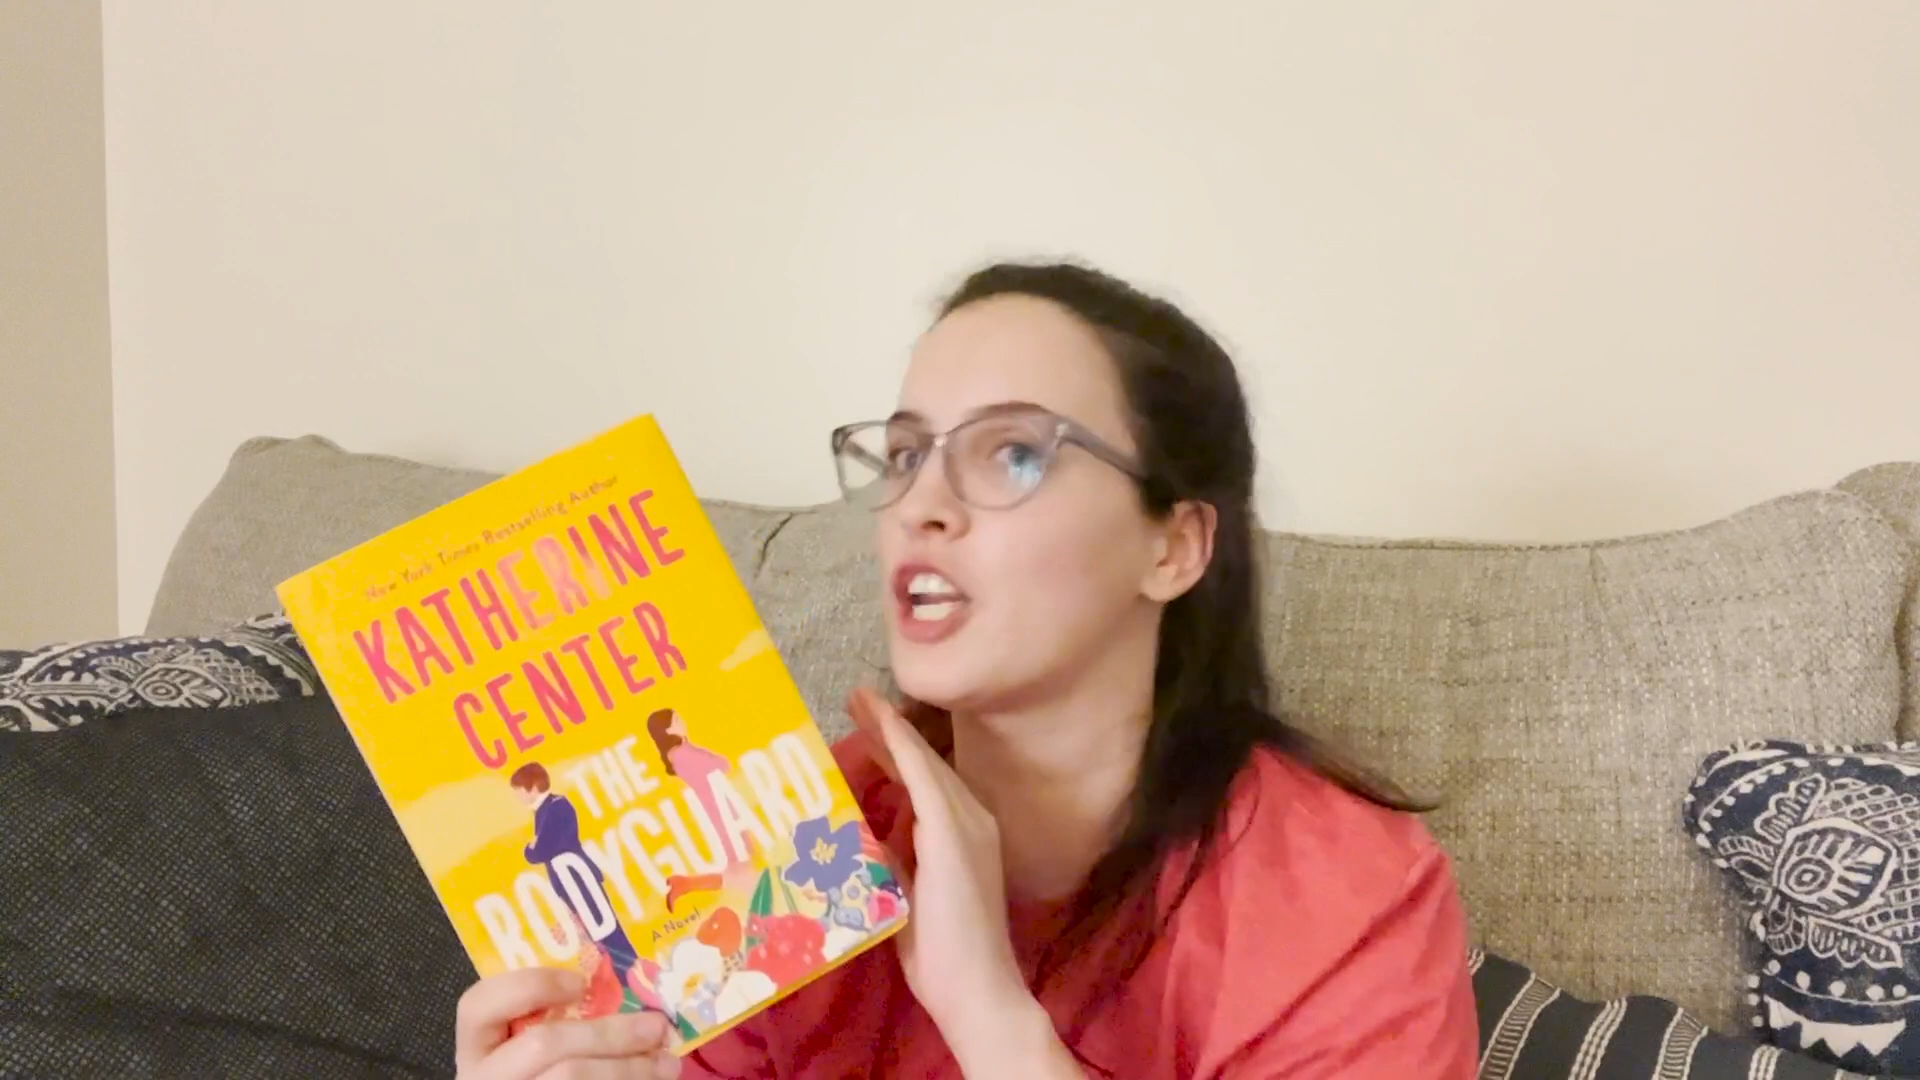 New York Times Bestselling Author
KATHERINE
CENTER
THE
BODYGUARD
A Novel